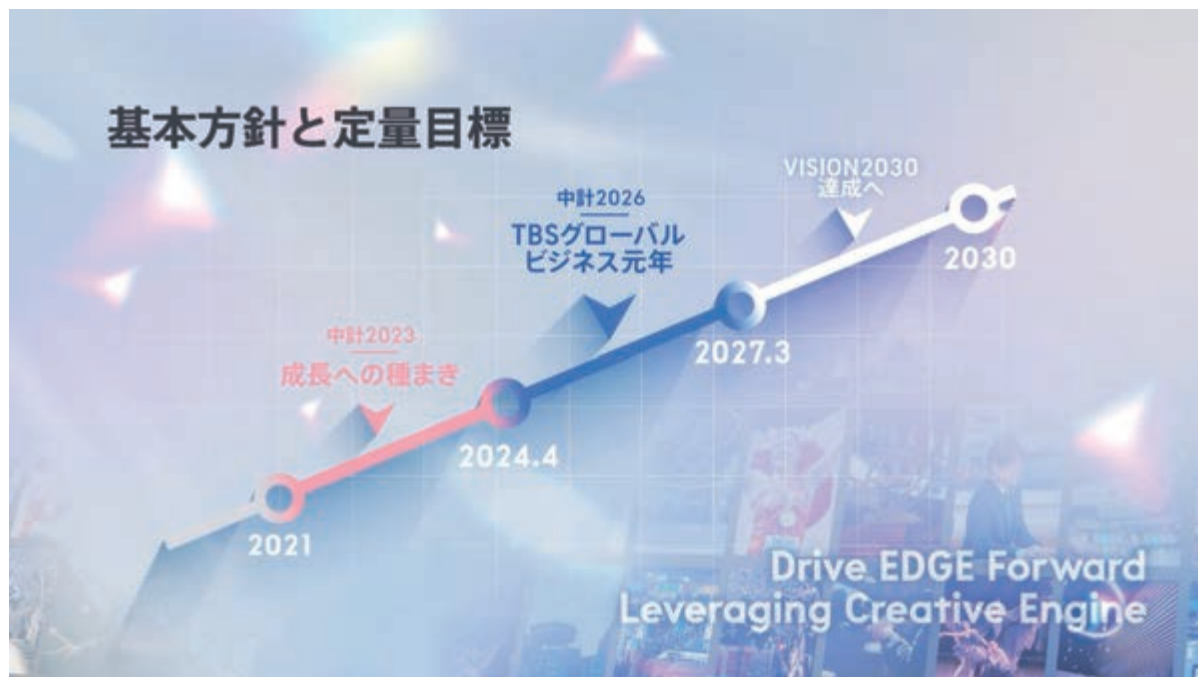 基本方針と定量目標
VISION2030
達成へ
中計2026
TBSグローバル
ビジネス元年
2030
中計2023
成長への種まき
2027.3
2024.4
2021
Drive EDGE Forward
Leveraging Creative Engine